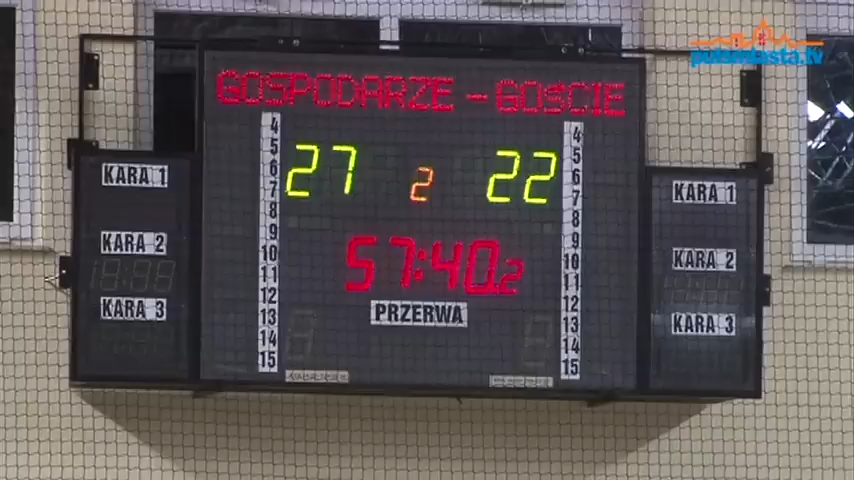 pulsmiasta.tv
GOSPODARZE - GOŚCIE
4 4
5 5
27 2 22
6 6
7 7
8 8
9 9
10 10
11 11
12 12
13 13
14 14
15 15
57:40.2
PRZERWA
KARA 1
KARA 2
KARA 3
KARA 1
KARA 2
KARA 3